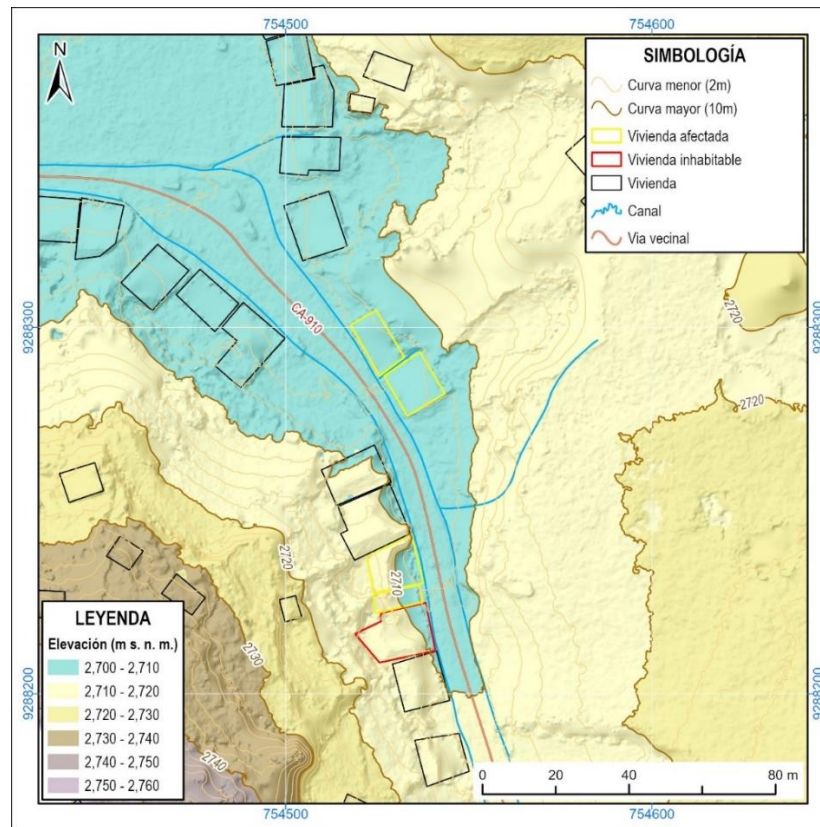 754500
754600
N
SIMBOLOGÍA
Curva menor (2m)
Curva mayor (10m)
Vivienda afectada
Vivienda inhabitable
Vivienda
Canal
Via vecinal
9288300
9288300
CA-910
2720
2720
2720
2710
2730
2740
9288200
9288200
LEYENDA
Elevación (m s. n. m.)
2,700 - 2,710
2,710 - 2,720
2,720 - 2,730
2,730 - 2,740
2,740 - 2,750
2,750 - 2,760
0 20 40 80 m
754500
754600